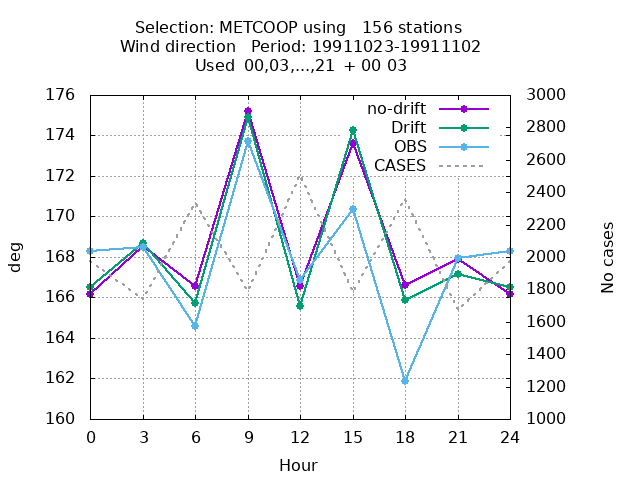 Selection: METCOOP using   156 stations
Wind direction   Period: 19911023-19911102
Used  00,03,...,21  + 00 03
176
174
172
170
168
166
164
162
160
3000
2800
2600
2400
2200
2000
1800
1600
1400
1200
1000
no-drift
Drift
OBS
CASES
deg
No cases
0 3 6 9 12 15 18 21 24
Hour